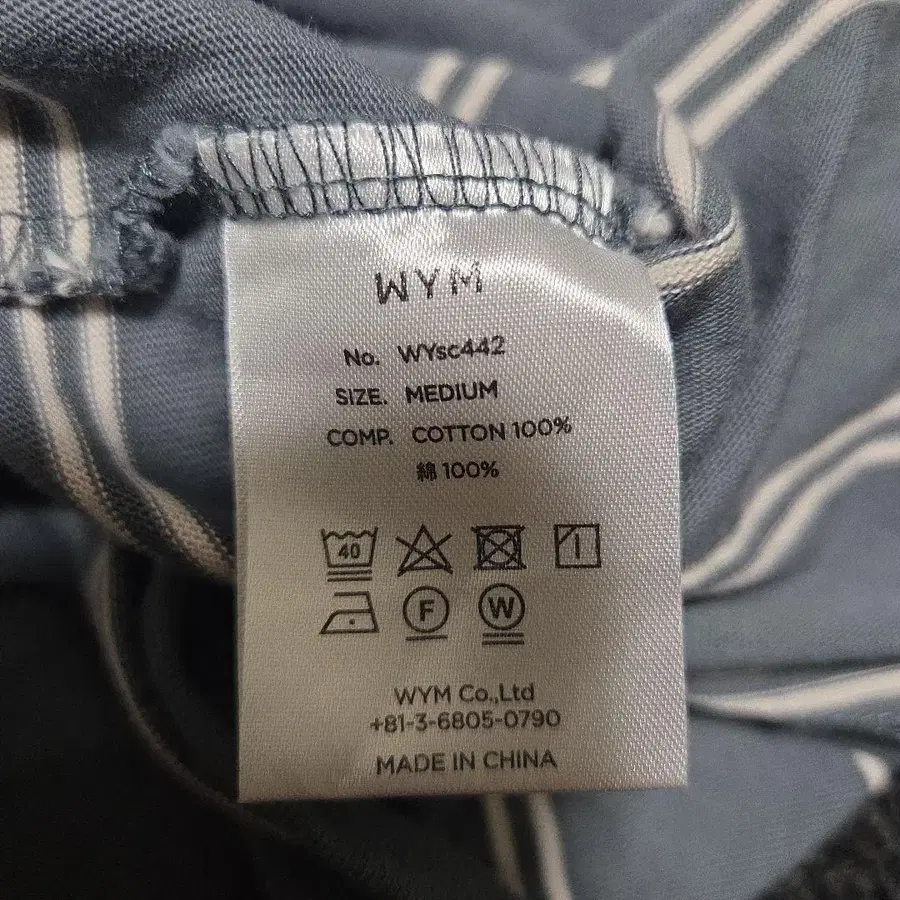 WYM
No. WYsc442
SIZE. MEDIUM
COMP. COTTON 100%
綿 100%
40
F W
WYM Co.,Ltd
+81-3-6805-0790
MADE IN CHINA